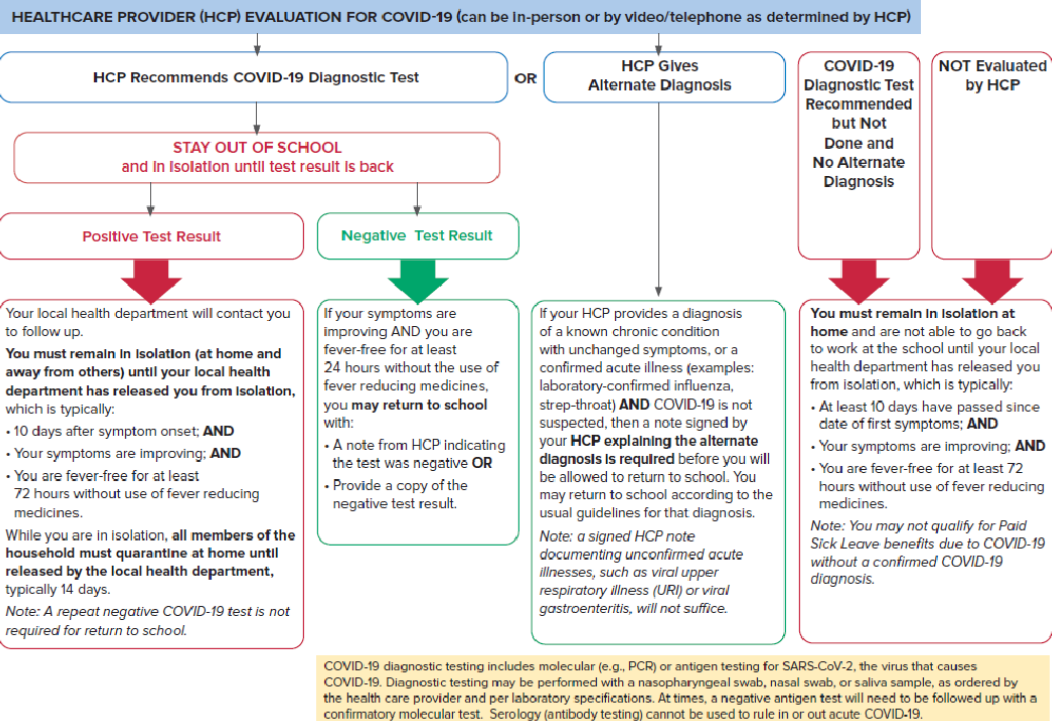 HEALTHCARE PROVIDER (HCP) EVALUATION FOR COVID-19 (can be in-person or by video/telephone as determined by HCP)
HCP Recommends COVID-19 Diagnostic Test
OR
HCP Gives
Alternate Diagnosis
COVID-19
Diagnostic Test
Recommended
but Not
Done and
No Alternate
Diagnosis
NOT Evaluated
by HCP
STAY OUT OF SCHOOL
and in isolation until test result is back
Positive Test Result
Negative Test Result
Your local health department will contact you
to follow up.
You must remain in isolation (at home and
away from others) until your local health
department has released you from isolation,
which is typically:
• 10 days after symptom onset; AND
• Your symptoms are improving; AND
• You are fever-free for at least
72 hours without use of fever reducing
medicines.
While you are in isolation, all members of the
household must quarantine at home until
released by the local health department,
typically 14 days.
Note: A repeat negative COVID-19 test is not
required for return to school.
If your symptoms are
improving AND you are
fever-free for at least
24 hours without the use of
fever reducing medicines,
you may return to school
with:
• A note from HCP indicating
the test was negative OR
• Provide a copy of the
negative test result.
If your HCP provides a diagnosis
of a known chronic condition
with unchanged symptoms, or a
confirmed acute illness (examples:
laboratory-confirmed influenza,
strep-throat) AND COVID-19 is not
suspected, then a note signed by
your HCP explaining the alternate
diagnosis is required before you will
be allowed to return to school. You
may return to school according to the
usual guidelines for that diagnosis.
Note: a signed HCP note
documenting unconfirmed acute
illnesses, such as viral upper
respiratory illness (URI) or viral
gastroenteritis, will not suffice.
You must remain in isolation at
home and are not able to go back
to work at the school until your local
health department has released you
from isolation, which is typically:
• At least 10 days have passed since
date of first symptoms; AND
• Your symptoms are improving; AND
• You are fever-free for at least 72
hours without use of fever reducing
medicines.
Note: You may not qualify for Paid
Sick Leave benefits due to COVID-19
without a confirmed COVID-19
diagnosis.
COVID-19 diagnostic testing includes molecular (e.g., PCR) or antigen testing for SARS-CoV-2, the virus that causes
COVID-19. Diagnostic testing may be performed with a nasopharyngeal swab, nasal swab, or saliva sample, as ordered by
the health care provider and per laboratory specifications. At times, a negative antigen test will need to be followed up with a
confirmatory molecular test. Serology (antibody testing) cannot be used to rule in or out acute COVID-19.